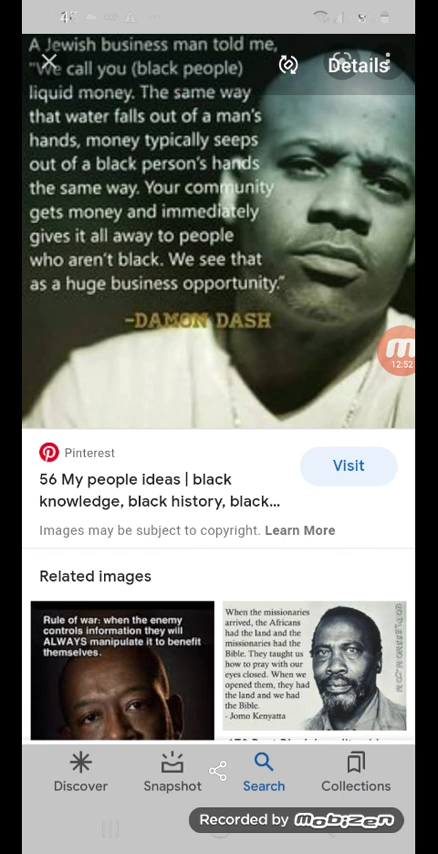 A Jewish business man told me,
"We call you (black people)
liquid money. The same way
that water falls out of a man's
hands, money typically seeps
out of a black person's hands
the same way. Your community
gets money and immediately
gives it all away to people
who aren't black. We see that
as a huge business opportunity."
-DAMON DASH
Details
12:52
Pinterest
56 My people ideas | black
knowledge, black history, black...
Visit
Images may be subject to copyright. Learn More
Related images
Rule of war: when the enemy
controls information they will
ALWAYS manipulate it to benefit
themselves.
When the missionaries
arrived, the Africans
had the land and the
missionaries had the
Bible. They taught us
how to pray with our
eyes closed. When we
opened them, they had
the land and we had
the Bible.
- Jomo Kenyatta
Discover
Snapshot
Search
Collections
Recorded by mobizen